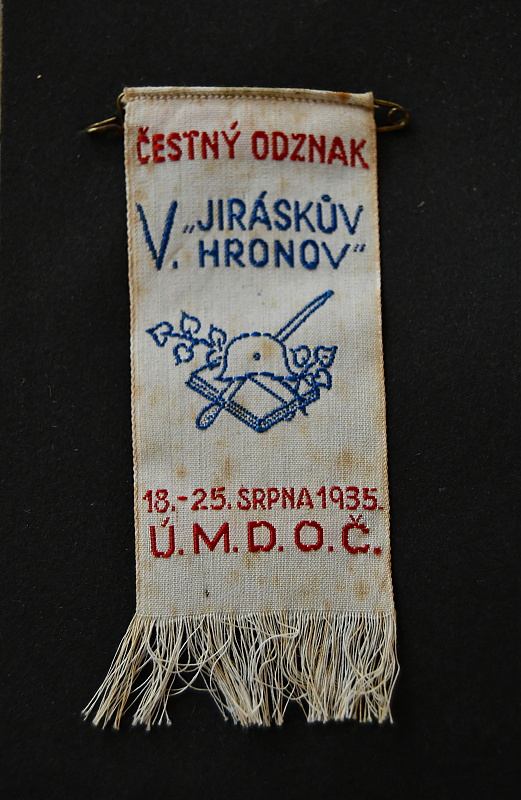 ČESTNÝ ODZNAK
V. „JIRÁSKŮV
HRONOV“
18.-25. SRPNA 1935.
Ú.M.D.O.Č.